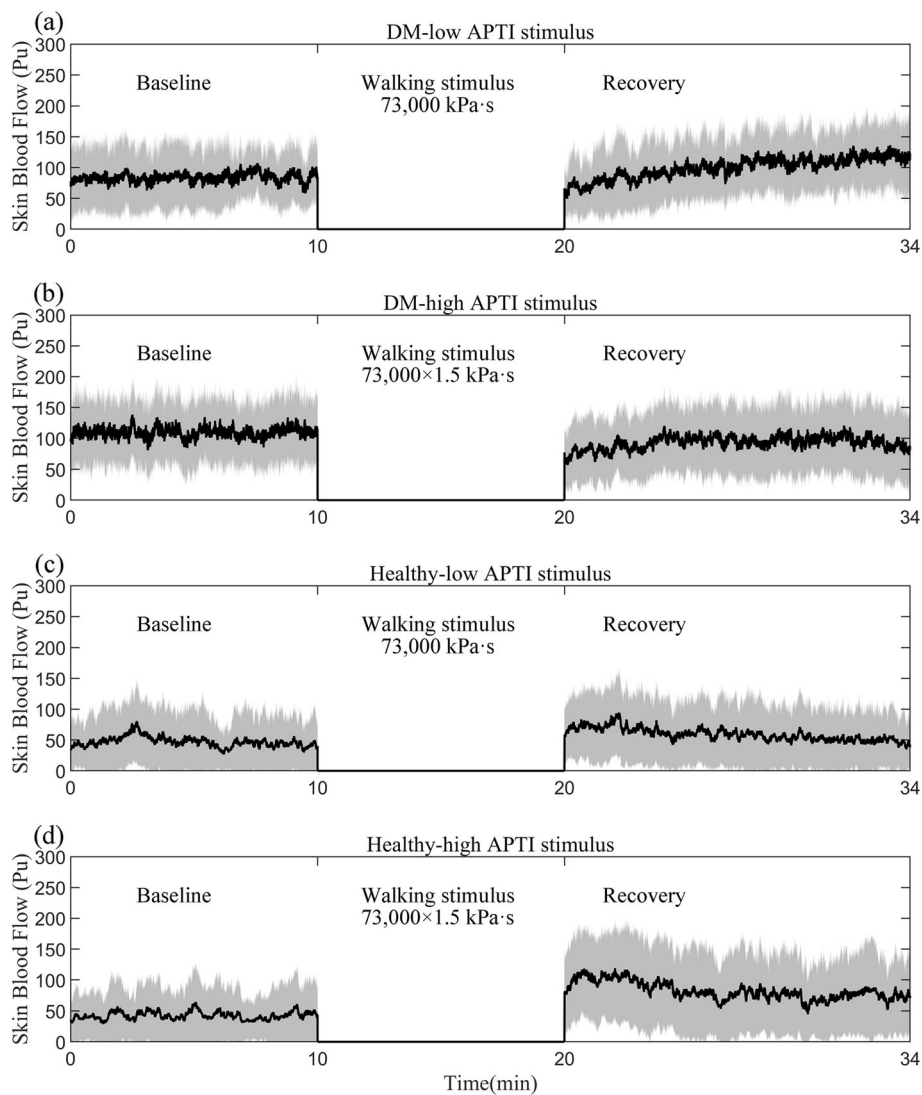 (a)
DM-low APTI stimulus
300
250
200
150
100
50
0
Skin Blood Flow (Pu)
Baseline
Walking stimulus
73,000 kPa·s
Recovery
0
10
20
34
(b)
DM-high APTI stimulus
300
250
200
150
100
50
0
Skin Blood Flow (Pu)
Baseline
Walking stimulus
73,000×1.5 kPa·s
Recovery
0
10
20
34
(c)
Healthy-low APTI stimulus
300
250
200
150
100
50
0
Skin Blood Flow (Pu)
Baseline
Walking stimulus
73,000 kPa·s
Recovery
0
10
20
34
(d)
Healthy-high APTI stimulus
300
250
200
150
100
50
0
Skin Blood Flow (Pu)
Baseline
Walking stimulus
73,000×1.5 kPa·s
Recovery
0
10
20
34
Time(min)